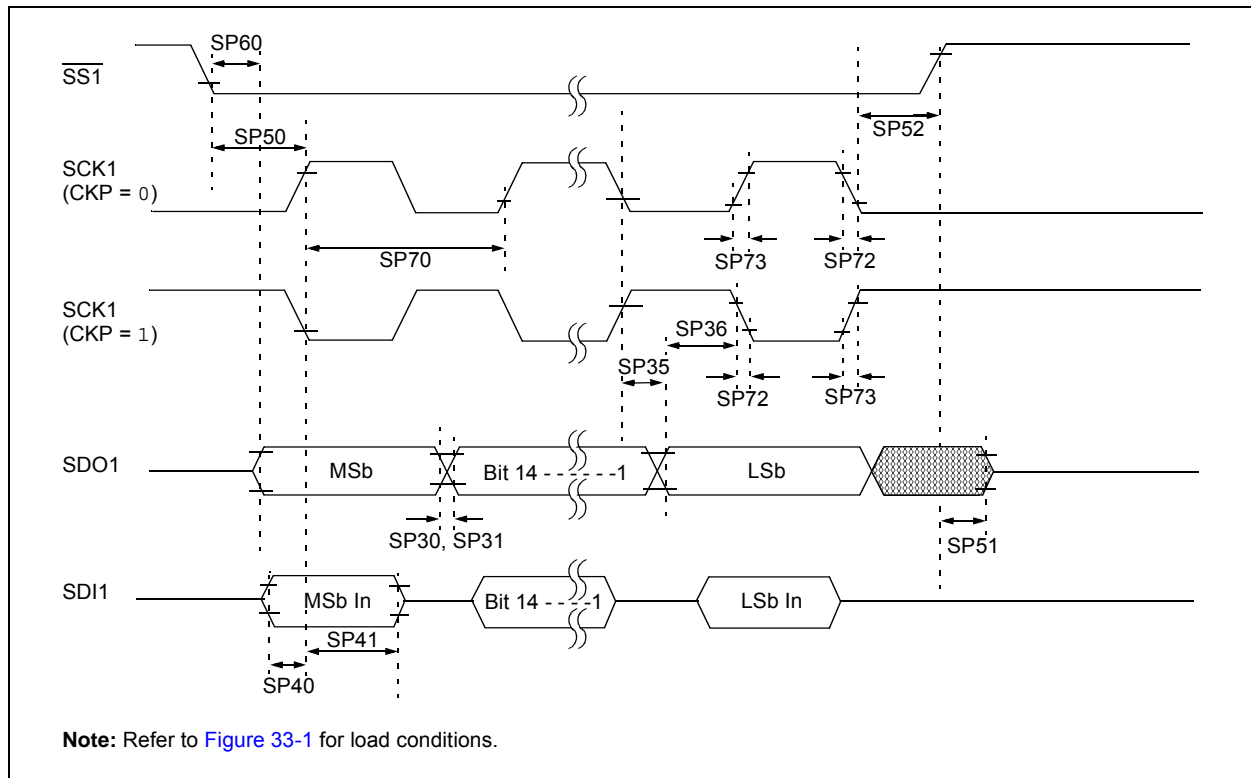 SP60
SS1
SP50
SP52
SCK1
(CKP = 0)
SP70
SP73
SP72
SCK1
(CKP = 1)
SP36
SP35
SP72
SP73
SDO1
MSb
Bit 14 - - - - - -1
LSb
SP30, SP31
SP51
SDI1
MSb In
Bit 14 - - - -1
LSb In
SP41
SP40
Note: Refer to Figure 33-1 for load conditions.